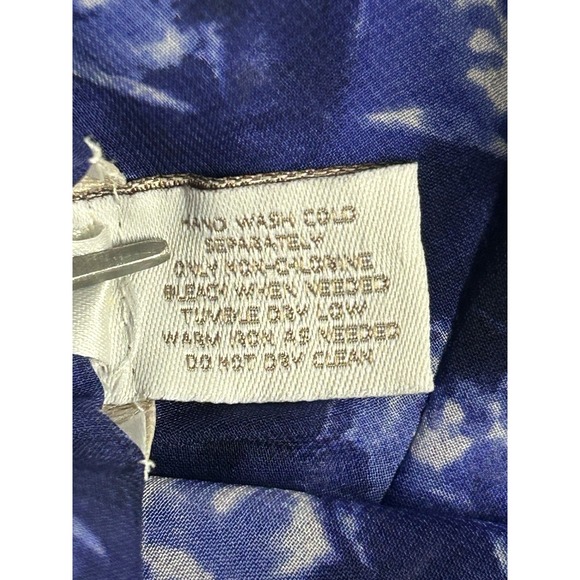 HAND WASH COLD
SEPARATELY
ONLY NON-CHLORINE
BLEACH WHEN NEEDED
TUMBLE DRY LOW
WARM IRON AS NEEDED
DO NOT DRY CLEAN